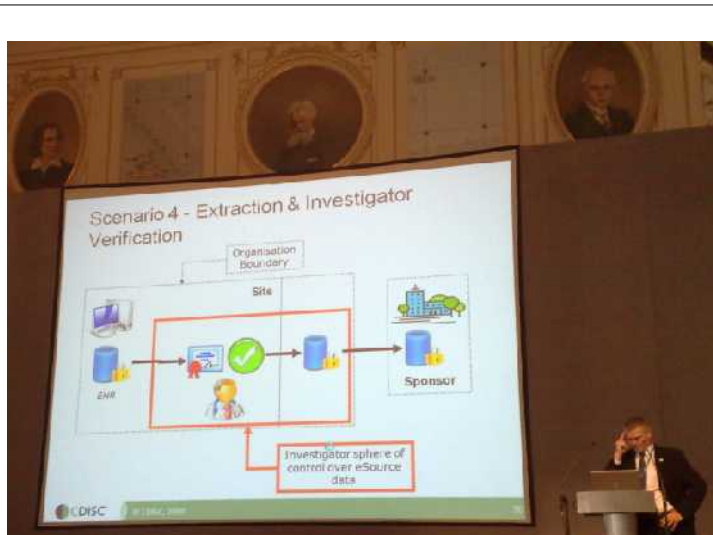 Scenario 4 - Extraction & Investigator
Verification
Organisation
Boundary
Site
EHR
Sponsor
Investigator sphere of
control over eSource
data
CDISC